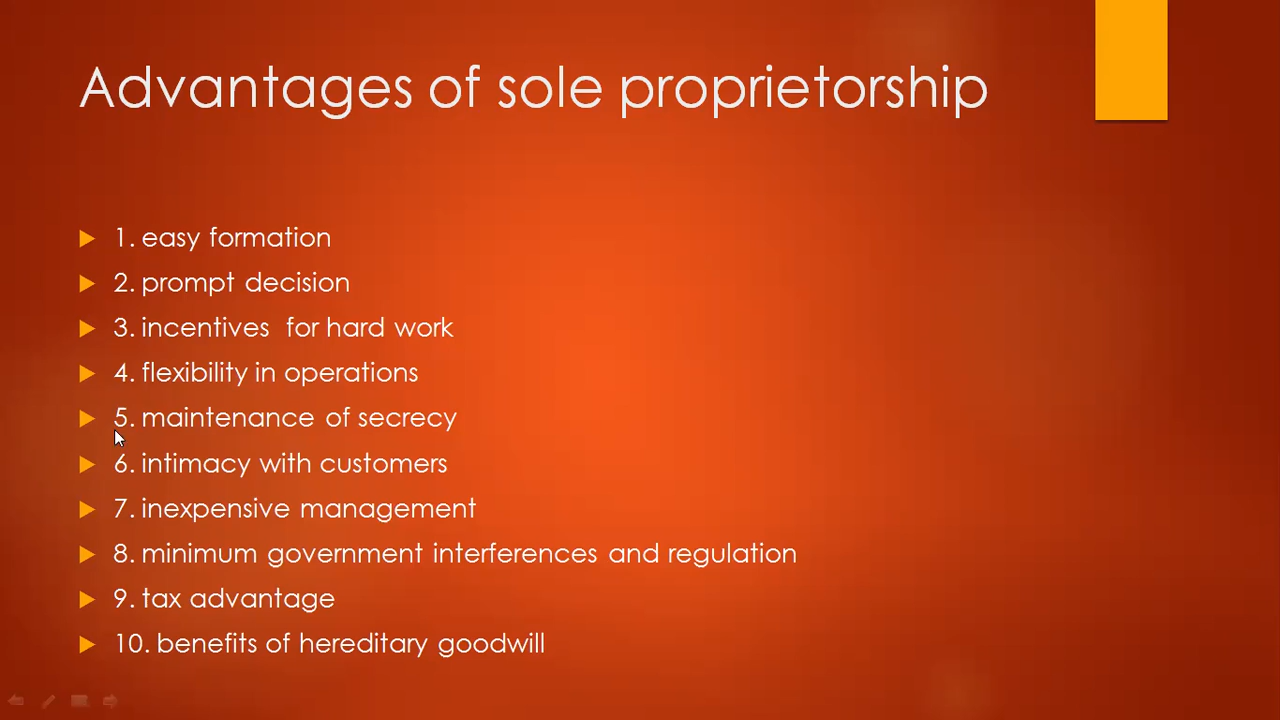 Advantages of sole proprietorship
1. easy formation
2. prompt decision
3. incentives for hard work
4. flexibility in operations
5. maintenance of secrecy
6. intimacy with customers
7. inexpensive management
8. minimum government interferences and regulation
9. tax advantage
10. benefits of hereditary goodwill